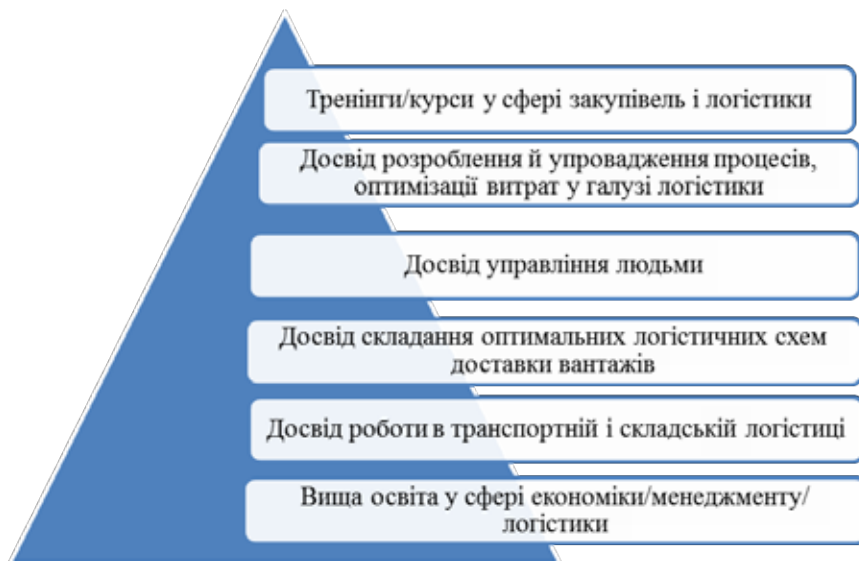 Тренінги/курси у сфері закупівель і логістики
Досвід розроблення й упровадження процесів,
оптимізації витрат у галузі логістики
Досвід управління людьми
Досвід складання оптимальних логістичних схем
доставки вантажів
Досвід роботи в транспортній і складській логістиці
Вища освіта у сфері економіки/менеджменту/
логістики